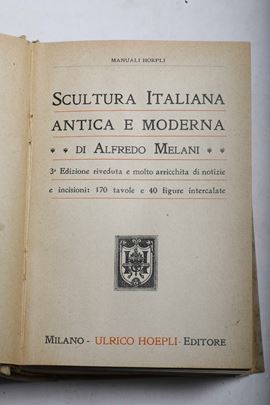 MANUALI HOEPLI
SCULTURA ITALIANA
ANTICA E MODERNA
DI ALFREDO MELANI
3ª Edizione riveduta e molto arricchita di notizie
e incisioni: 170 tavole e 40 figure intercalate
MILANO - ULRICO HOEPLI - EDITORE